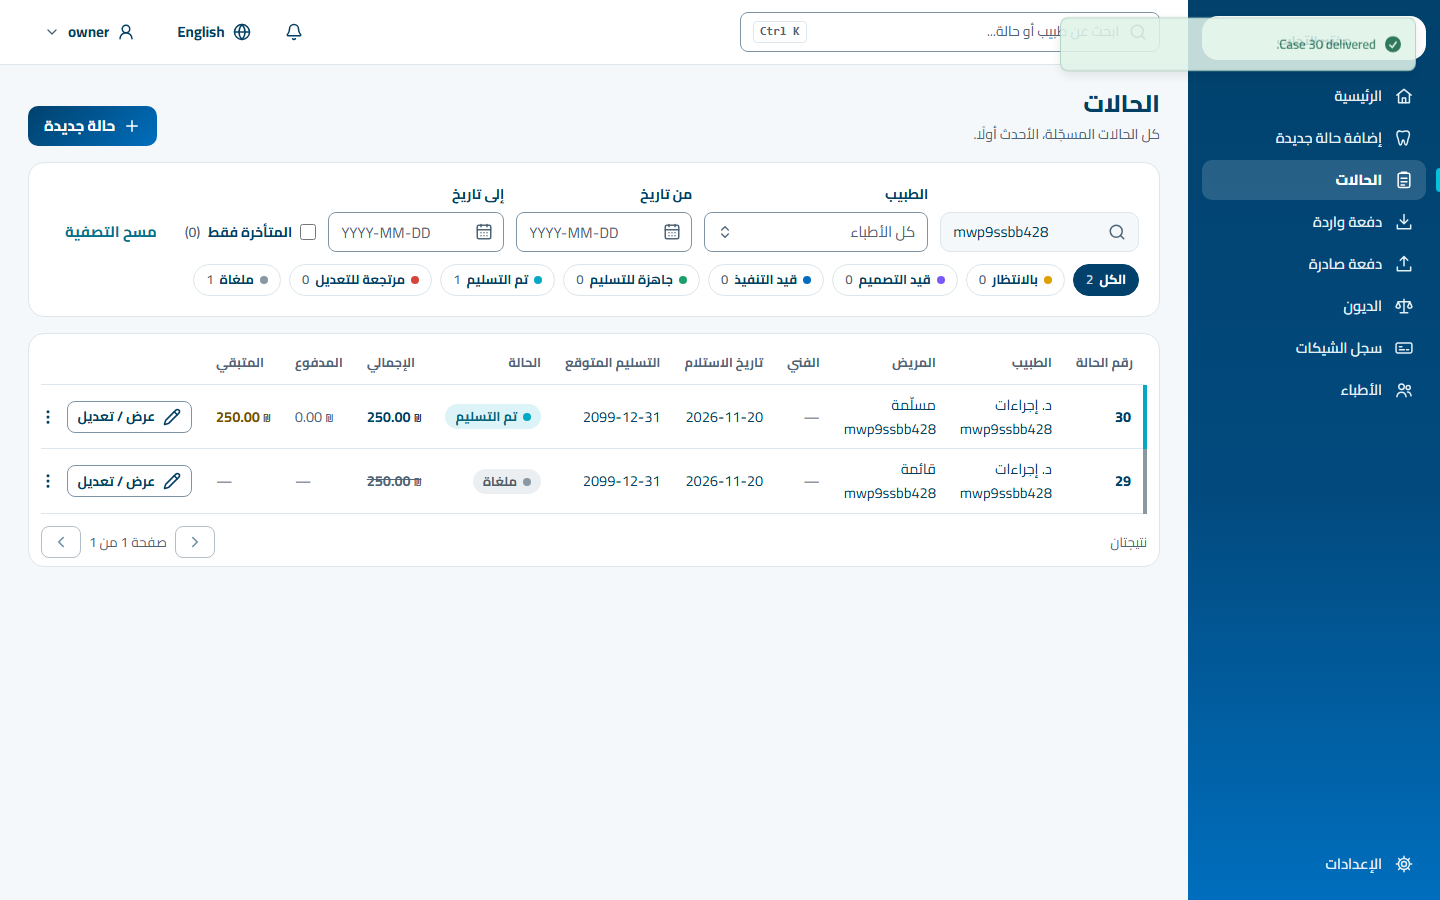 Case 30 delivered
ابحث عن طبيب أو حالة...
Ctrl K
English
owner
الرئيسية
إضافة حالة جديدة
الحالات
دفعة واردة
دفعة صادرة
الديون
سجل الشيكات
الأطباء
الإعدادات
الحالات
كل الحالات المسجّلة، الأحدث أولًا.
حالة جديدة
الطبيب
من تاريخ
إلى تاريخ
mwp9ssbb428
كل الأطباء
YYYY-MM-DD
YYYY-MM-DD
المتأخرة فقط (0)
مسح التصفية
الكل 2
بالانتظار 0
قيد التصميم 0
قيد التنفيذ 0
جاهزة للتسليم 0
تم التسليم 1
مرتجعة للتعديل 0
ملغاة 1
رقم الحالة الطبيب المريض الفني تاريخ الاستلام التسليم المتوقع الحالة الإجمالي المدفوع المتبقي
30 د. إجراءات mwp9ssbb428 مسلّمة mwp9ssbb428 — 2026-11-20 2099-12-31 تم التسليم 250.00 ₪ 0.00 ₪ 250.00 ₪ عرض / تعديل
29 د. إجراءات mwp9ssbb428 قائمة mwp9ssbb428 — 2026-11-20 2099-12-31 ملغاة 250.00 ₪ — — عرض / تعديل
نتيجتان
صفحة 1 من 1